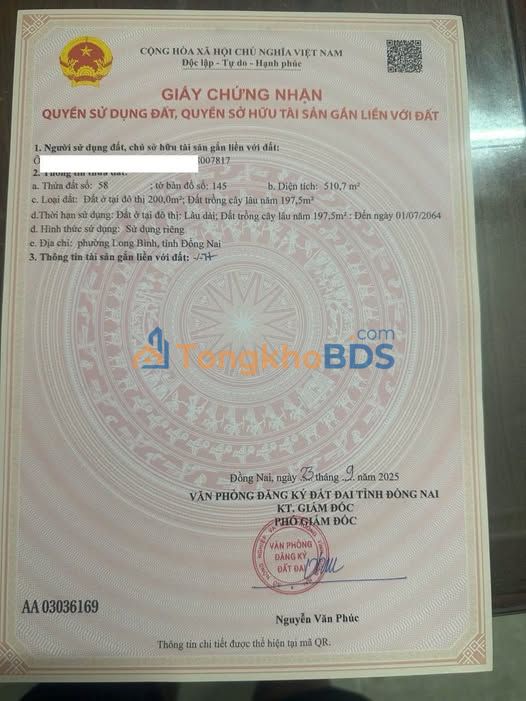 CỘNG HÒA XÃ HỘI CHỦ NGHĨA VIỆT NAM
Độc lập - Tự do - Hạnh phúc
GIẤY CHỨNG NHẬN
QUYỀN SỬ DỤNG ĐẤT, QUYỀN SỞ HỮU TÀI SẢN GẮN LIỀN VỚI ĐẤT
1. Người sử dụng đất, chủ sở hữu tài sản gắn liền với đất:
007817
2. Thông tin thửa đất:
a. Thửa đất số: 58 ; tờ bản đồ số: 145 b. Diện tích: 510,7 m²
c. Loại đất: Đất ở tại đô thị 200,0m²; Đất trồng cây lâu năm 197,5m²
d.Thời hạn sử dụng: Đất ở tại đô thị: Lâu dài; Đất trồng cây lâu năm 197,5m² : Đến ngày 01/07/2064
đ. Hình thức sử dụng: Sử dụng riêng
e. Địa chỉ: phường Long Bình, tỉnh Đồng Nai
3. Thông tin tài sản gắn liền với đất: -/-
TongkhoBDS
.com
Đồng Nai, ngày 23 tháng 9 năm 2025
VĂN PHÒNG ĐĂNG KÝ ĐẤT ĐAI TỈNH ĐỒNG NAI
KT. GIÁM ĐỐC
PHÓ GIÁM ĐỐC
VĂN PHÒNG
ĐĂNG KÝ
ĐẤT ĐAI
AA 03036169
Nguyễn Văn Phúc
Thông tin chi tiết được thể hiện tại mã QR.